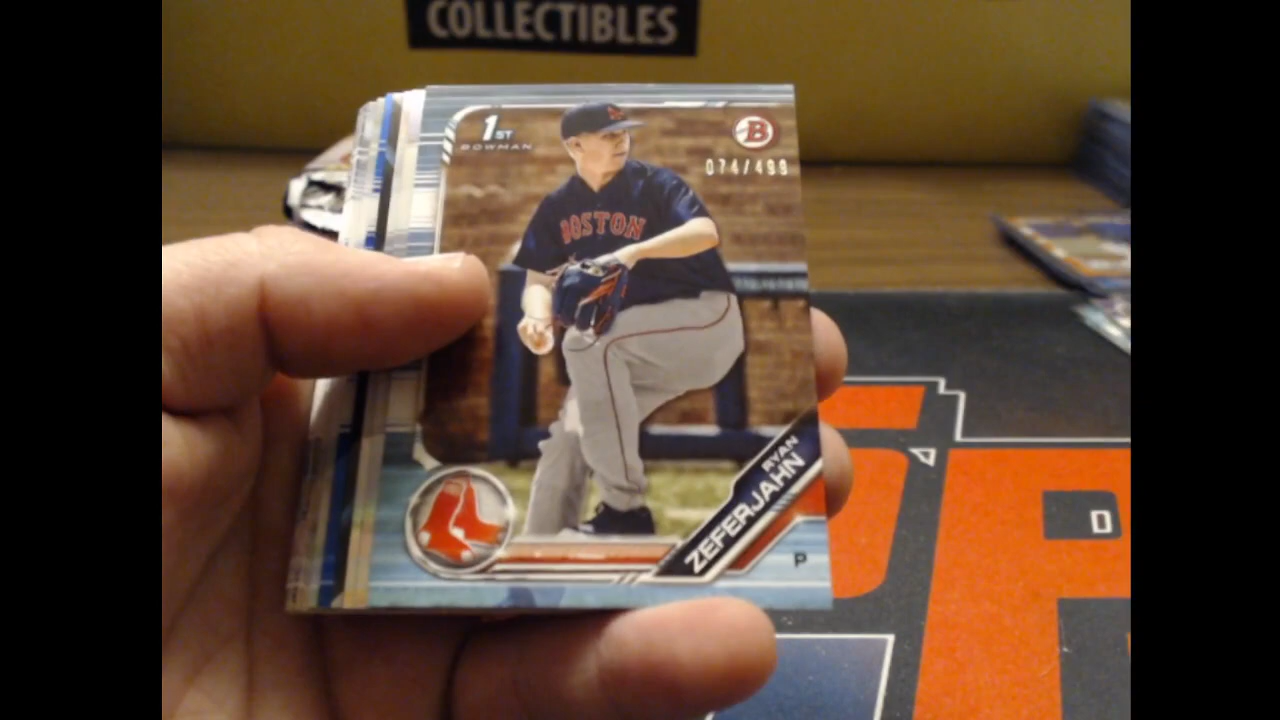 COLLECTIBLES
1ST
BOWMAN
B
074/499
BOSTON
RYAN
ZEFERJAHN
P
D